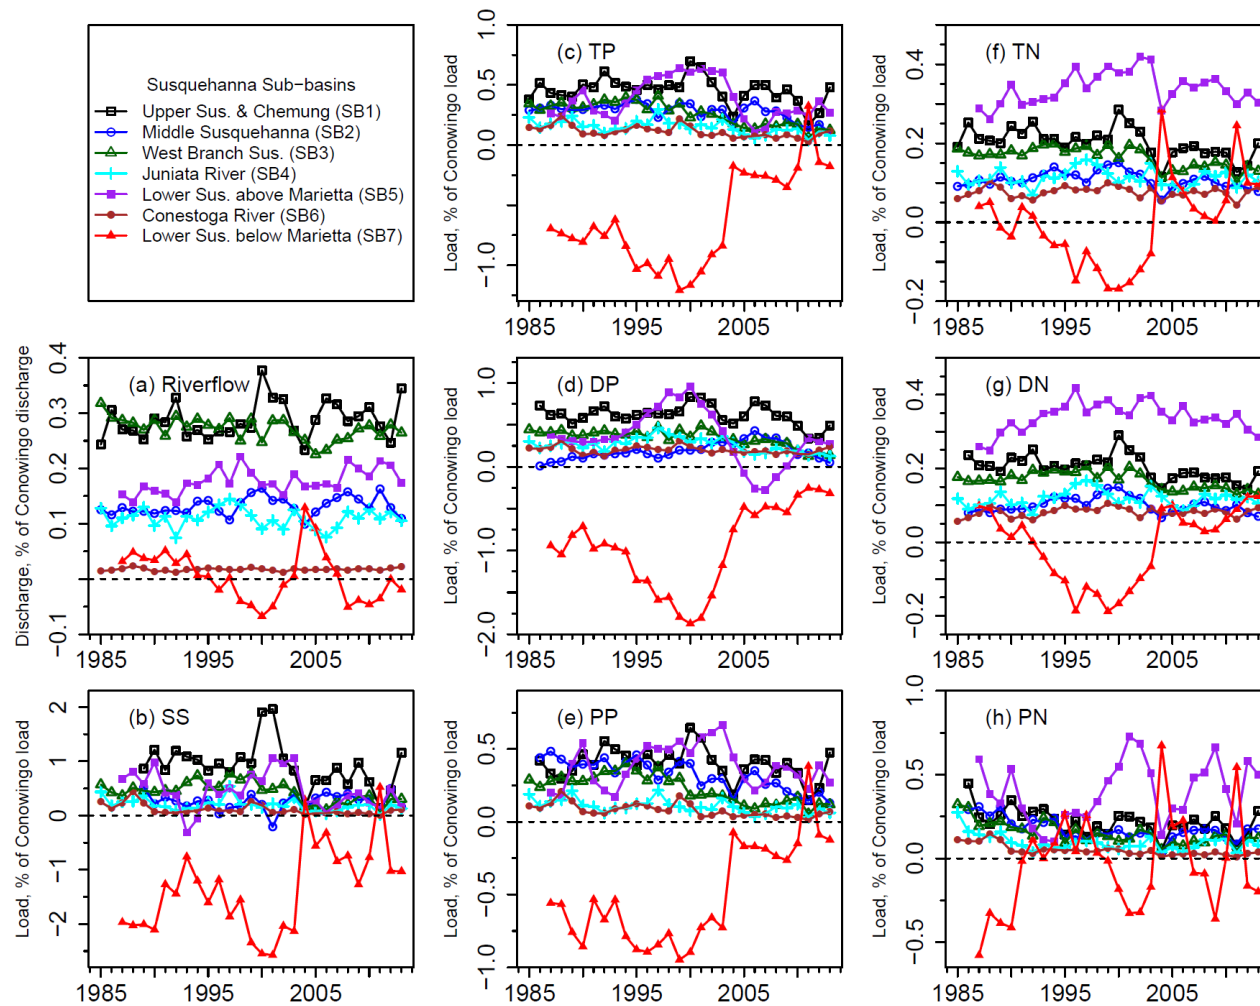 Susquehanna Sub−basins
Upper Sus. & Chemung (SB1)
Middle Susquehanna (SB2)
West Branch Sus. (SB3)
Juniata River (SB4)
Lower Sus. above Marietta (SB5)
Conestoga River (SB6)
Lower Sus. below Marietta (SB7)
(c) TP
Load, % of Conowingo load
1.0
0.5
0.0
−1.0
1985 1995 2005
(f) TN
Load, % of Conowingo load
0.4
0.2
0.0
−0.2
1985 1995 2005
(a) Riverflow
Discharge, % of Conowingo discharge
0.4
0.3
0.2
0.1
−0.1
1985 1995 2005
(d) DP
Load, % of Conowingo load
1.0
0.0
−1.0
−2.0
1985 1995 2005
(g) DN
Load, % of Conowingo load
0.4
0.2
0.0
−0.2
1985 1995 2005
(b) SS
Load, % of Conowingo load
2
1
0
−1
−2
1985 1995 2005
(e) PP
Load, % of Conowingo load
0.5
0.0
−0.5
−1.0
1985 1995 2005
(h) PN
Load, % of Conowingo load
1.0
0.5
0.0
−0.5
1985 1995 2005